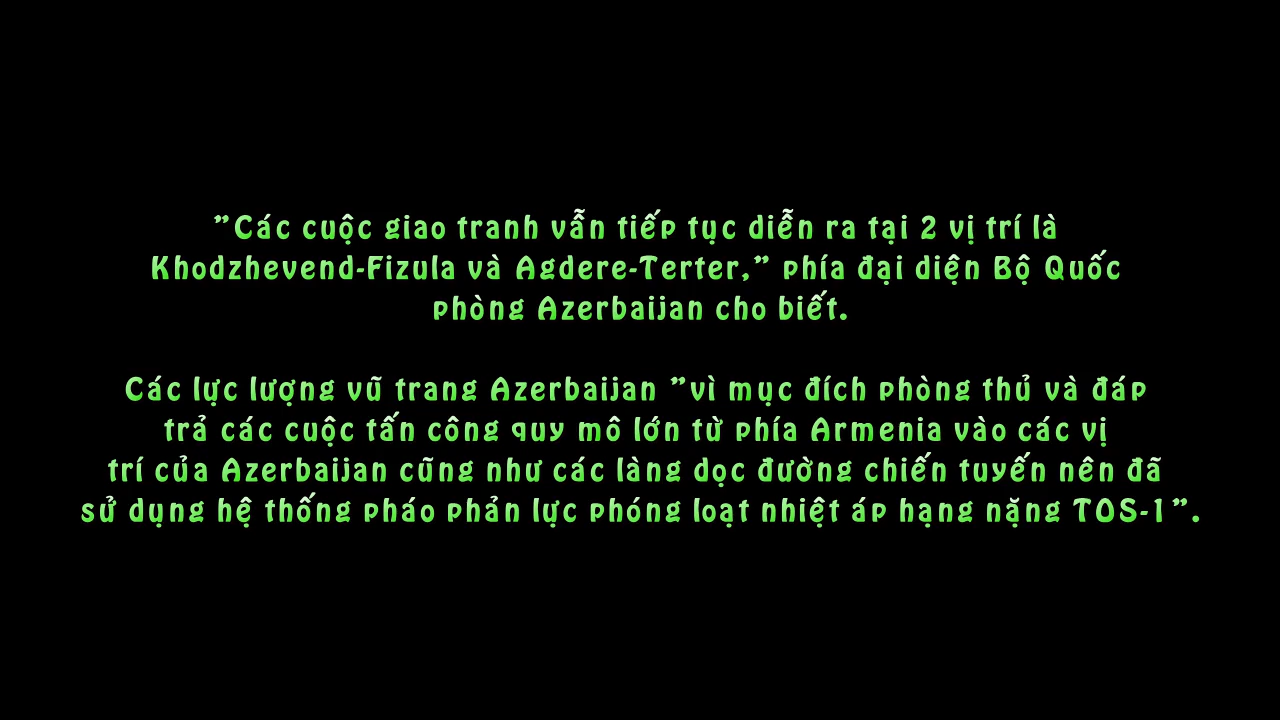 ”Các cuộc giao tranh vẫn tiếp tục diễn ra tại 2 vị trí là
Khodzhevend-Fizula và Agdere-Terter,” phía đại diện Bộ Quốc
phòng Azerbaijan cho biết.
Các lực lượng vũ trang Azerbaijan ”vì mục đích phòng thủ và đáp
trả các cuộc tấn công quy mô lớn từ phía Armenia vào các vị
trí của Azerbaijan cũng như các làng dọc đường chiến tuyến nên đã
sử dụng hệ thống pháo phản lực phóng loạt nhiệt áp hạng nặng TOS-1”.